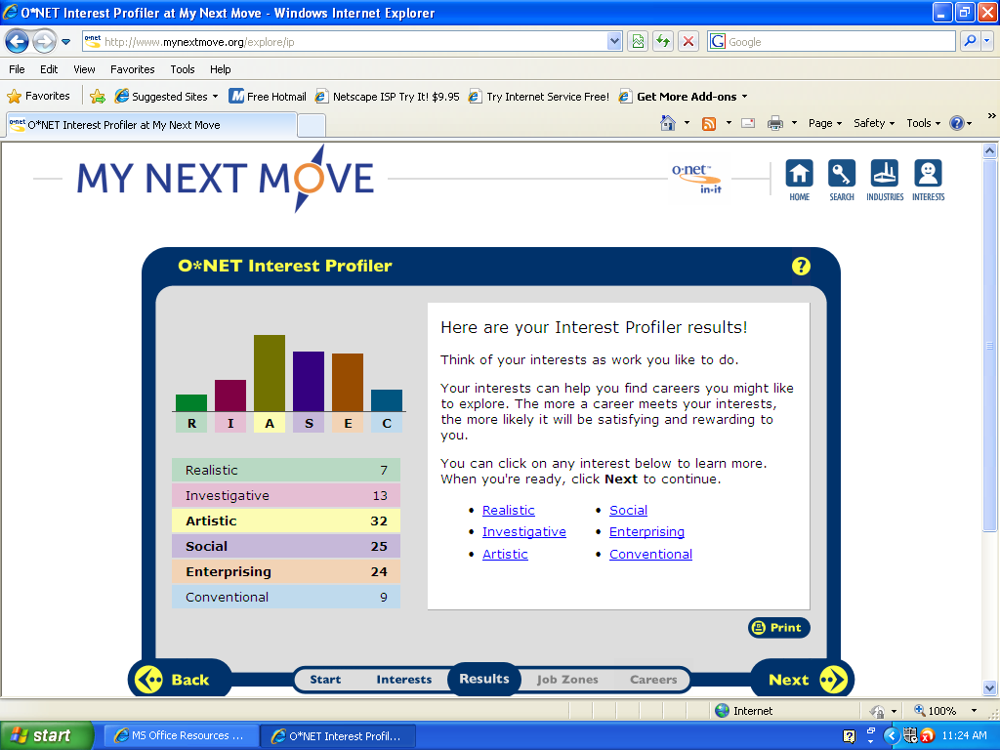 O*NET Interest Profiler at My Next Move - Windows Internet Explorer
o·net http://www.mynextmove.org/explore/ip
Google
File Edit View Favorites Tools Help
Favorites Suggested Sites Free Hotmail Netscape ISP Try It! $9.95 Try Internet Service Free! Get More Add-ons
o·net O*NET Interest Profiler at My Next Move
Page Safety Tools »
MY NEXT MOVE
o·net™
in-it
HOME SEARCH INDUSTRIES INTERESTS
O*NET Interest Profiler ?
R I A S E C
Realistic 7
Investigative 13
Artistic 32
Social 25
Enterprising 24
Conventional 9
Here are your Interest Profiler results!
Think of your interests as work you like to do.
Your interests can help you find careers you might like
to explore. The more a career meets your interests,
the more likely it will be satisfying and rewarding to
you.
You can click on any interest below to learn more.
When you're ready, click Next to continue.
• Realistic • Social
• Investigative • Enterprising
• Artistic • Conventional
Print
Back Start Interests Results Job Zones Careers Next
Internet 100%
start MS Office Resources ... O*NET Interest Profil... 11:24 AM